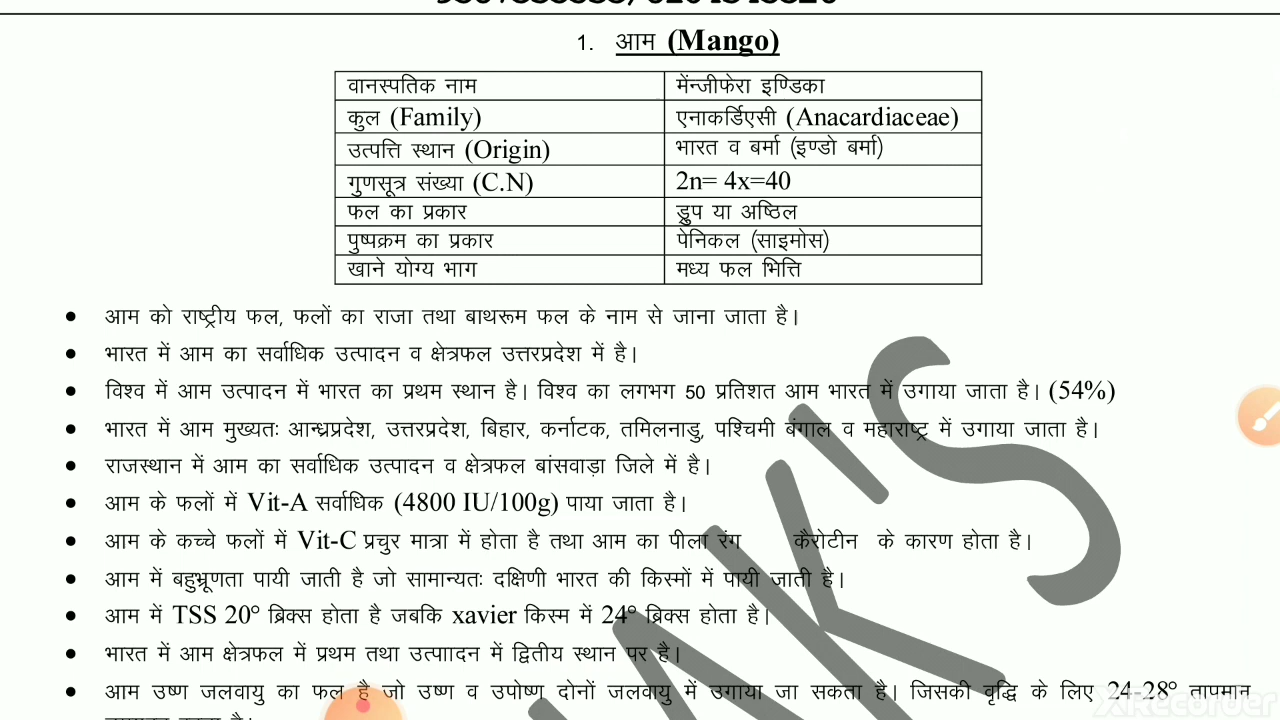 1. आम (Mango)
वानस्पतिक नाम मेंन्जीफेरा इण्डिका
कुल (Family) एनाकर्डिएसी (Anacardiaceae)
उत्पत्ति स्थान (Origin) भारत व बर्मा (इण्डो बर्मा)
गुणसूत्र संख्या (C.N) 2n= 4x=40
फल का प्रकार ड्रुप या अष्ठिल
पुष्पक्रम का प्रकार पेनिकल (साइमोस)
खाने योग्य भाग मध्य फल भित्ति
• आम को राष्ट्रीय फल, फलों का राजा तथा बाथरूम फल के नाम से जाना जाता है।
• भारत में आम का सर्वाधिक उत्पादन व क्षेत्रफल उत्तरप्रदेश में है।
• विश्व में आम उत्पादन में भारत का प्रथम स्थान है। विश्व का लगभग 50 प्रतिशत आम भारत में उगाया जाता है। (54%)
• भारत में आम मुख्यतः आन्ध्रप्रदेश, उत्तरप्रदेश, बिहार, कर्नाटक, तमिलनाडु, पश्चिमी बंगाल व महाराष्ट्र में उगाया जाता है।
• राजस्थान में आम का सर्वाधिक उत्पादन व क्षेत्रफल बांसवाड़ा जिले में है।
• आम के फलों में Vit-A सर्वाधिक (4800 IU/100g) पाया जाता है।
• आम के कच्चे फलों में Vit-C प्रचुर मात्रा में होता है तथा आम का पीला रंग कैरोटीन के कारण होता है।
• आम में बहुभ्रूणता पायी जाती है जो सामान्यतः दक्षिणी भारत की किस्मों में पायी जाती है।
• आम में TSS 20° ब्रिक्स होता है जबकि xavier किस्म में 24° ब्रिक्स होता है।
• भारत में आम क्षेत्रफल में प्रथम तथा उत्पाादन में द्वितीय स्थान पर है।
• आम उष्ण जलवायु का फल है जो उष्ण व उपोष्ण दोनों जलवायु में उगाया जा सकता है। जिसकी वृद्धि के लिए 24-28° तापमान
AK'S
XRecorder